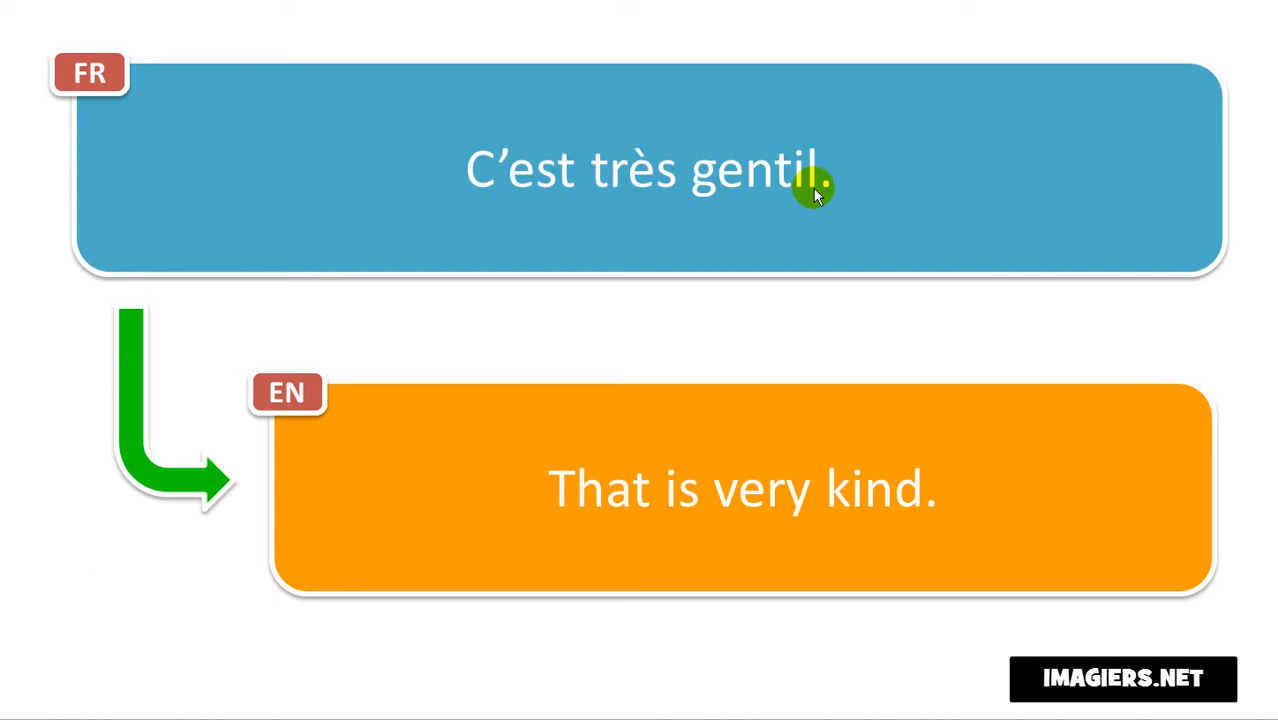 FR
C’est très gentil.
EN
That is very kind.
IMAGIERS.NET